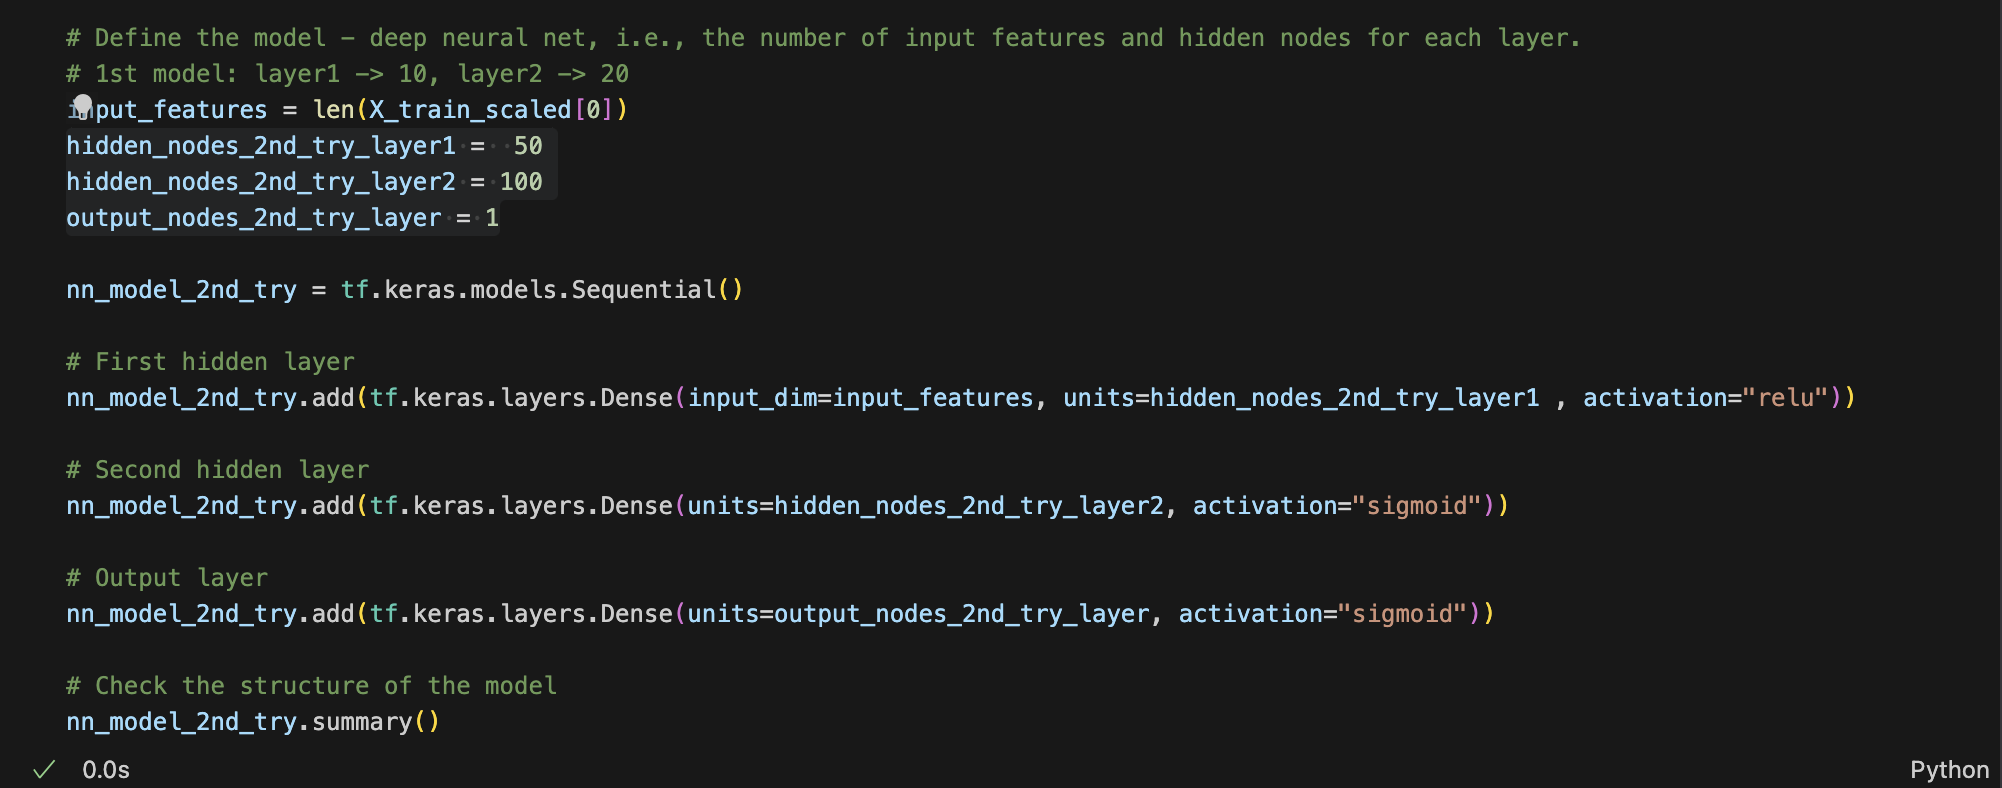 # Define the model – deep neural net, i.e., the number of input features and hidden nodes for each layer.
# 1st model: layer1 –> 10, layer2 –> 20
input_features = len(X_train_scaled[0])
hidden_nodes_2nd_try_layer1 =  50
hidden_nodes_2nd_try_layer2 = 100
output_nodes_2nd_try_layer = 1
nn_model_2nd_try = tf.keras.models.Sequential()
# First hidden layer
nn_model_2nd_try.add(tf.keras.layers.Dense(input_dim=input_features, units=hidden_nodes_2nd_try_layer1 , activation="relu"))
# Second hidden layer
nn_model_2nd_try.add(tf.keras.layers.Dense(units=hidden_nodes_2nd_try_layer2, activation="sigmoid"))
# Output layer
nn_model_2nd_try.add(tf.keras.layers.Dense(units=output_nodes_2nd_try_layer, activation="sigmoid"))
# Check the structure of the model
nn_model_2nd_try.summary()
0.0s
Python